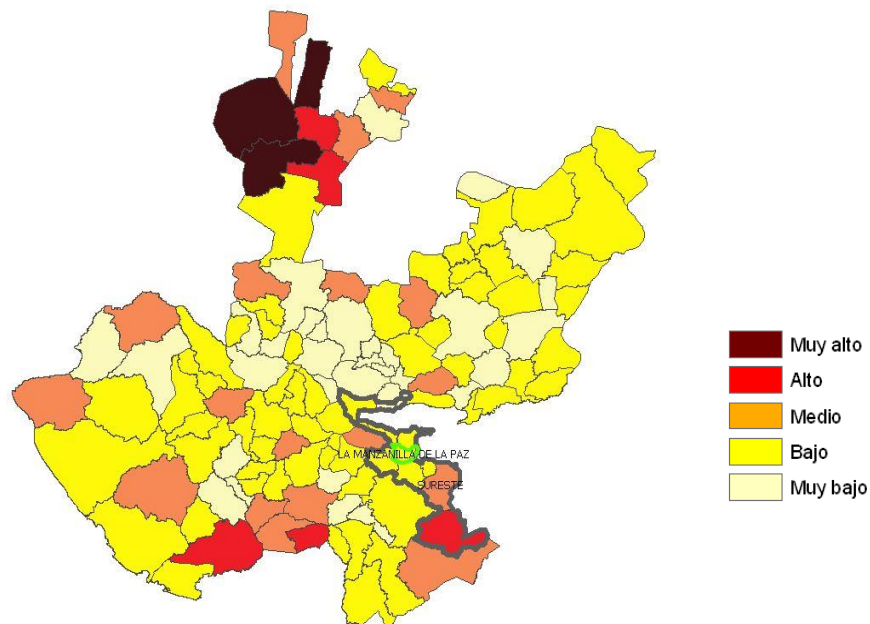 Muy alto
Alto
Medio
Bajo
Muy bajo
LA MANZANILLA DE LA PAZ
SURESTE